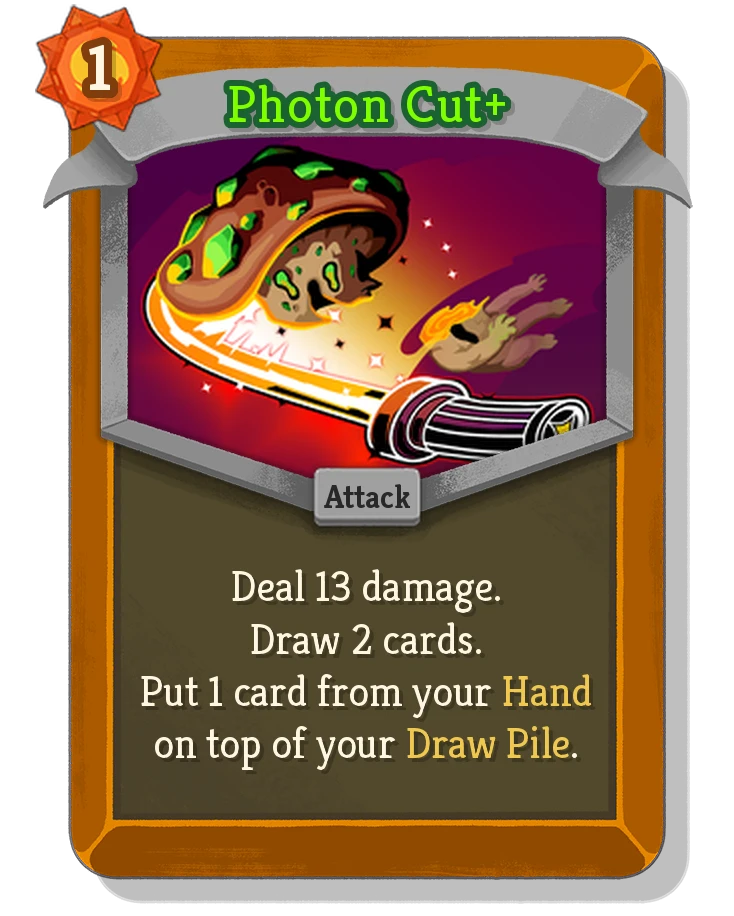 1
Photon Cut+
Attack
Deal 13 damage.
Draw 2 cards.
Put 1 card from your Hand
on top of your Draw Pile.